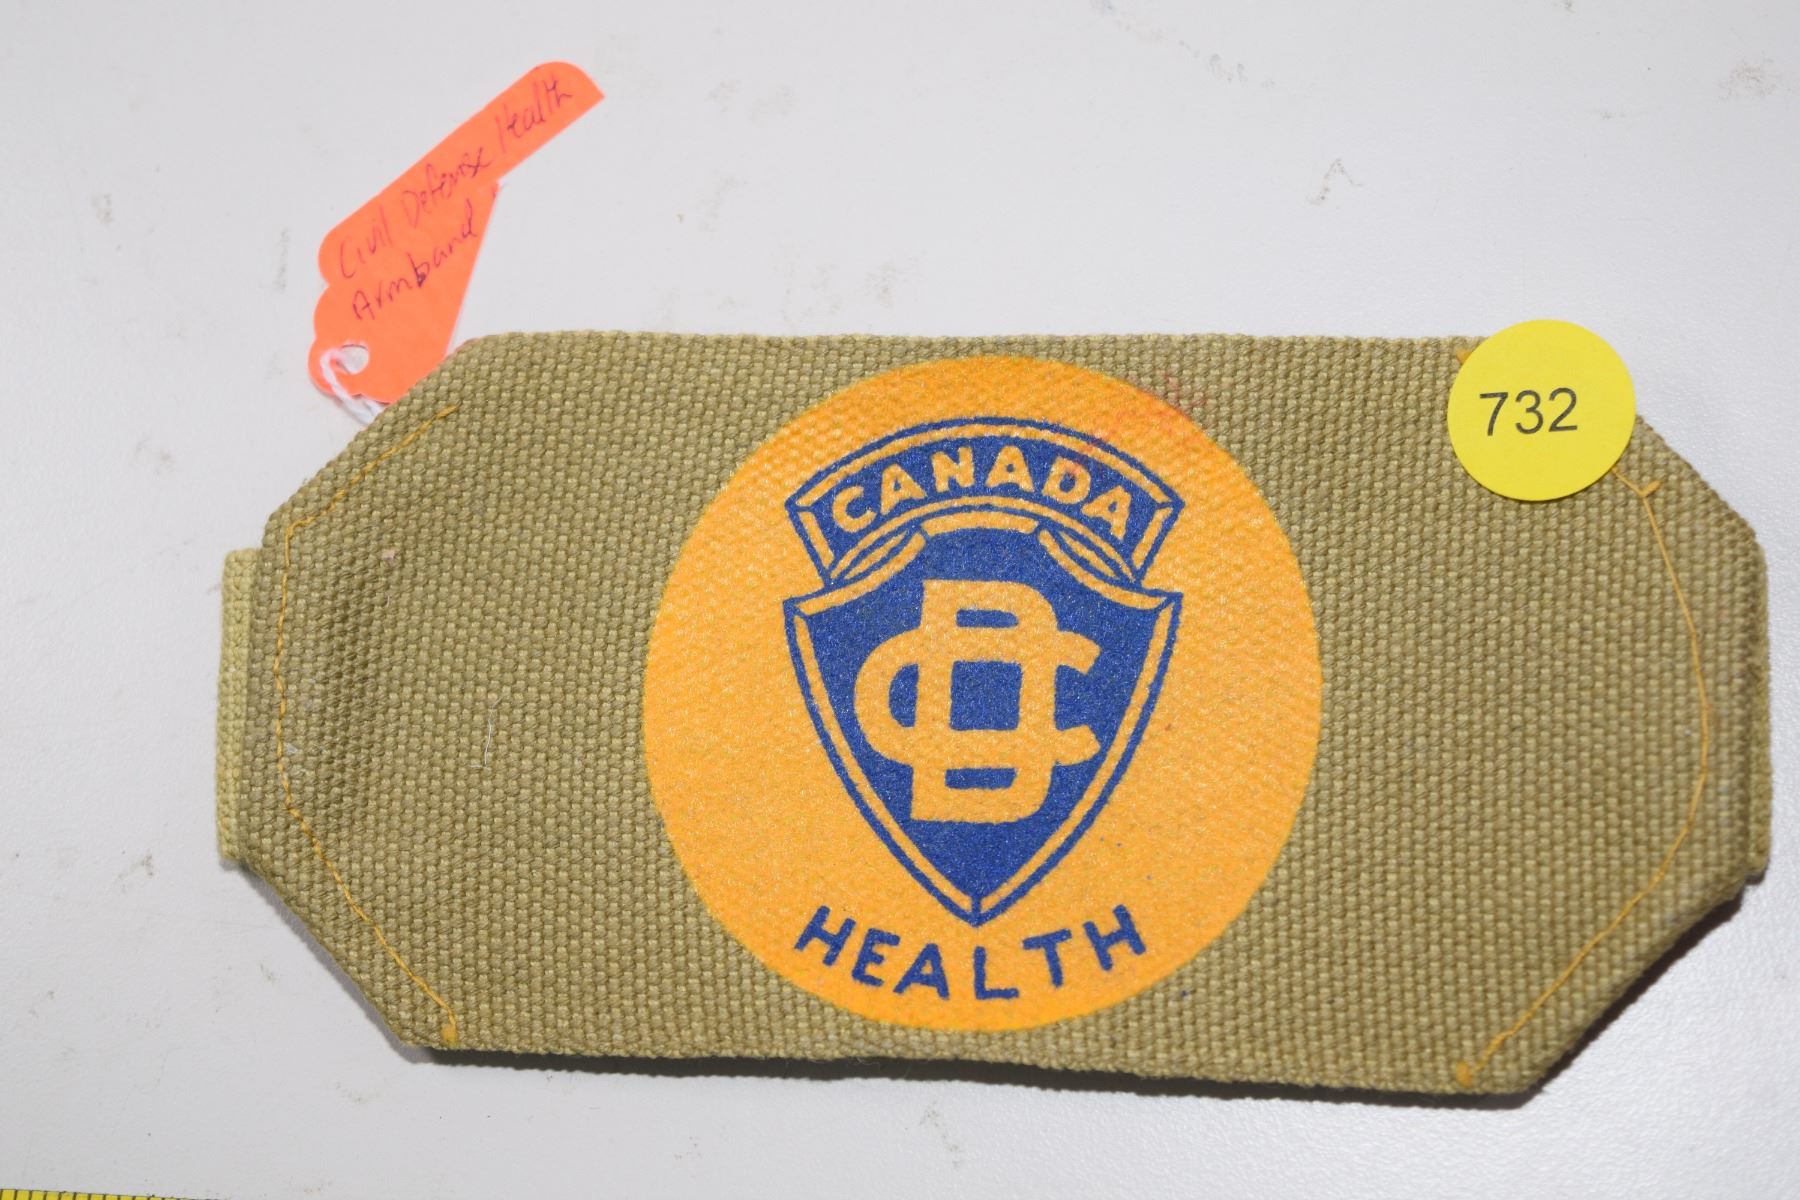 Civil Defense Health
Armband
732
CANADA
CD
HEALTH